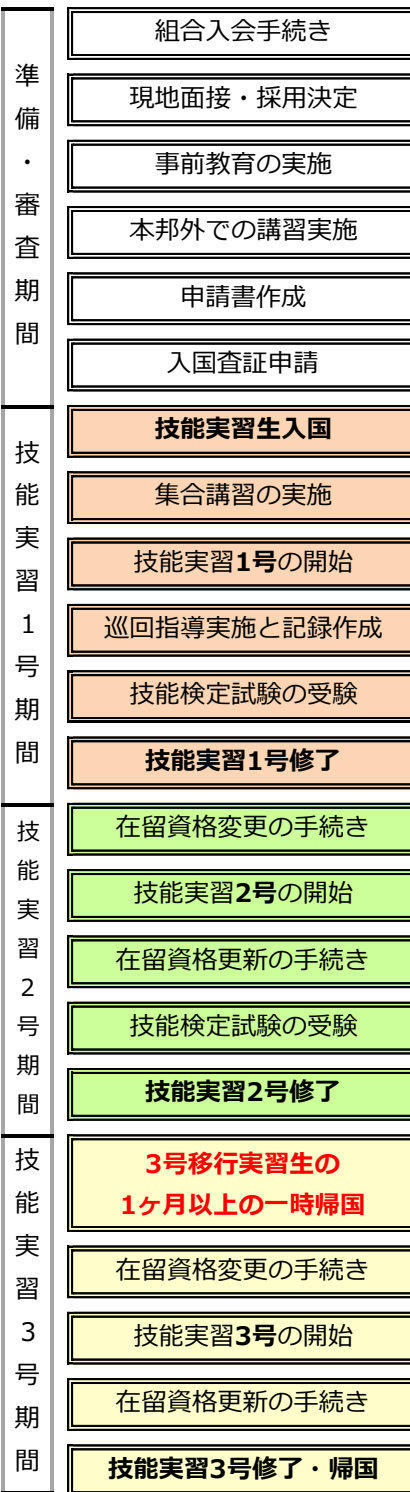 準備・審査期間
組合入会手続き
現地面接・採用決定
事前教育の実施
本邦外での講習実施
申請書作成
入国査証申請
技能実習1号期間
技能実習生入国
集合講習の実施
技能実習1号の開始
巡回指導実施と記録作成
技能検定試験の受験
技能実習1号修了
技能実習2号期間
在留資格変更の手続き
技能実習2号の開始
在留資格更新の手続き
技能検定試験の受験
技能実習2号修了
技能実習3号期間
3号移行実習生の
1ヶ月以上の一時帰国
在留資格変更の手続き
技能実習3号の開始
在留資格更新の手続き
技能実習3号修了・帰国